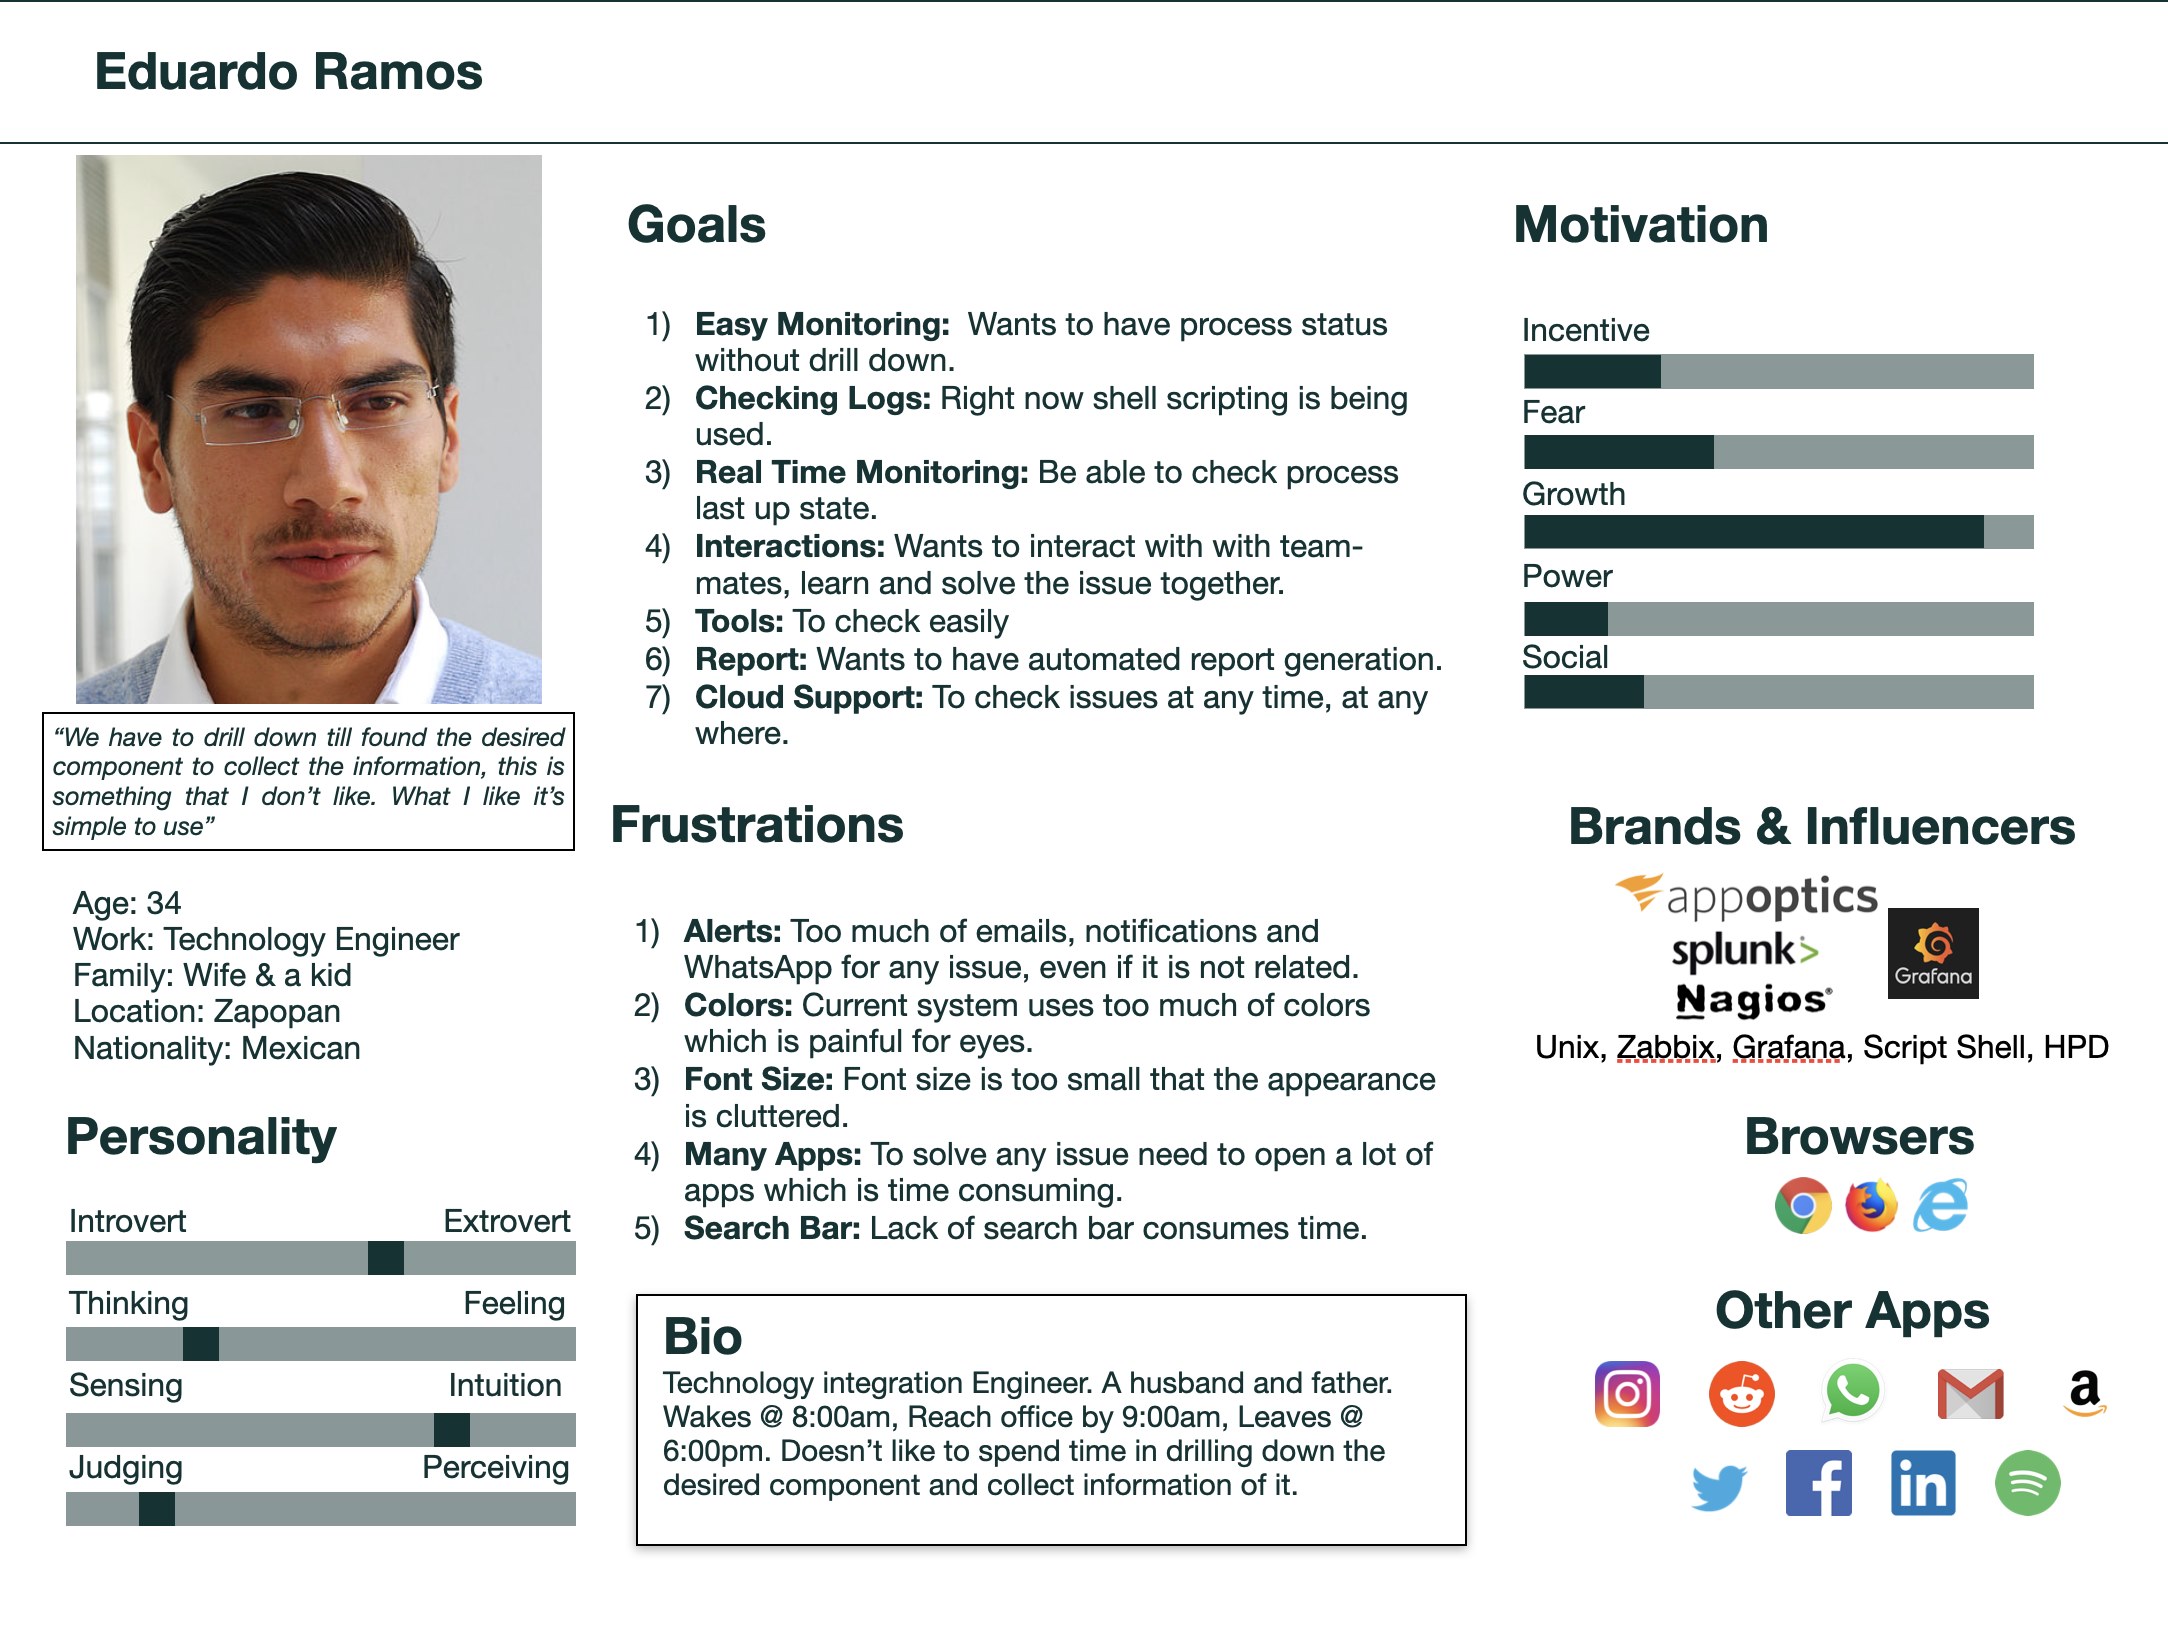 Eduardo Ramos
“We have to drill down till found the desired
component to collect the information, this is
something that I don’t like. What I like it’s
simple to use”
Age: 34
Work: Technology Engineer
Family: Wife & a kid
Location: Zapopan
Nationality: Mexican
Personality
Introvert Extrovert
Thinking Feeling
Sensing Intuition
Judging Perceiving
Goals
1) Easy Monitoring: Wants to have process status
without drill down.
2) Checking Logs: Right now shell scripting is being
used.
3) Real Time Monitoring: Be able to check process
last up state.
4) Interactions: Wants to interact with with team-
mates, learn and solve the issue together.
5) Tools: To check easily
6) Report: Wants to have automated report generation.
7) Cloud Support: To check issues at any time, at any
where.
Frustrations
1) Alerts: Too much of emails, notifications and
WhatsApp for any issue, even if it is not related.
2) Colors: Current system uses too much of colors
which is painful for eyes.
3) Font Size: Font size is too small that the appearance
is cluttered.
4) Many Apps: To solve any issue need to open a lot of
apps which is time consuming.
5) Search Bar: Lack of search bar consumes time.
Bio
Technology integration Engineer. A husband and father.
Wakes @ 8:00am, Reach office by 9:00am, Leaves @
6:00pm. Doesn’t like to spend time in drilling down the
desired component and collect information of it.
Motivation
Incentive
Fear
Growth
Power
Social
Brands & Influencers
appoptics
splunk>
Grafana
Nagios®
Unix, Zabbix, Grafana, Script Shell, HPD
Browsers
Other Apps
a
f
in